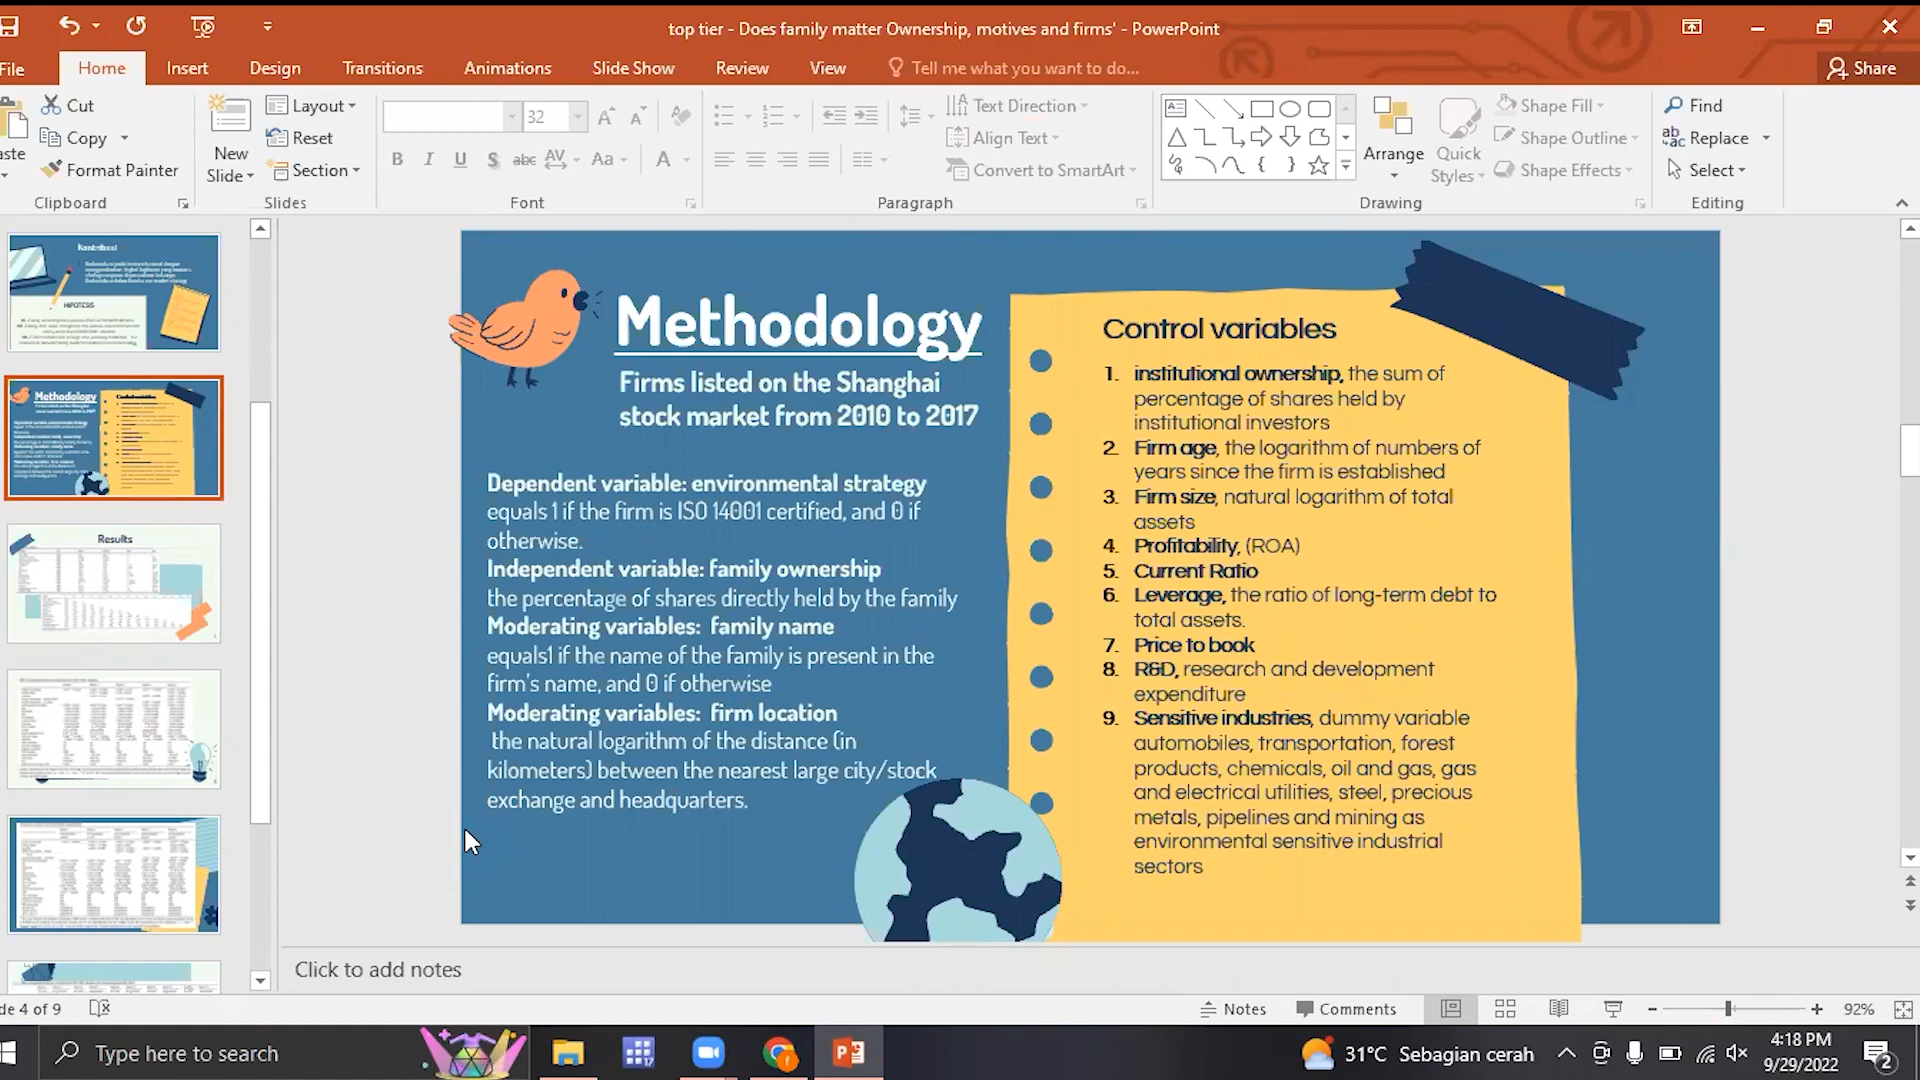 top tier - Does family matter Ownership, motives and firms' - PowerPoint
File
Home
Insert
Design
Transitions
Animations
Slide Show
Review
View
Tell me what you want to do...
Share
Cut
Copy
Format Painter
Clipboard
New
Slide
Layout
Reset
Section
Slides
32
Font
Text Direction
Align Text
Convert to SmartArt
Paragraph
Arrange
Quick
Styles
Shape Fill
Shape Outline
Shape Effects
Drawing
Find
Replace
Select
Editing
Kontribusi
HIPOTESIS
Methodology
Results
Methodology
Firms listed on the Shanghai
stock market from 2010 to 2017
Dependent variable: environmental strategy
equals 1 if the firm is ISO 14001 certified, and 0 if
otherwise.
Independent variable: family ownership
the percentage of shares directly held by the family
Moderating variables: family name
equals1 if the name of the family is present in the
firm's name, and 0 if otherwise
Moderating variables: firm location
the natural logarithm of the distance (in
kilometers) between the nearest large city/stock
exchange and headquarters.
Control variables
1. institutional ownership, the sum of
percentage of shares held by
institutional investors
2. Firm age, the logarithm of numbers of
years since the firm is established
3. Firm size, natural logarithm of total
assets
4. Profitability, (ROA)
5. Current Ratio
6. Leverage, the ratio of long-term debt to
total assets.
7. Price to book
8. R&D, research and development
expenditure
9. Sensitive industries, dummy variable
automobiles, transportation, forest
products, chemicals, oil and gas, gas
and electrical utilities, steel, precious
metals, pipelines and mining as
environmental sensitive industrial
sectors
Click to add notes
de 4 of 9
Notes
Comments
92%
Type here to search
17
31°C Sebagian cerah
4:18 PM
9/29/2022
2